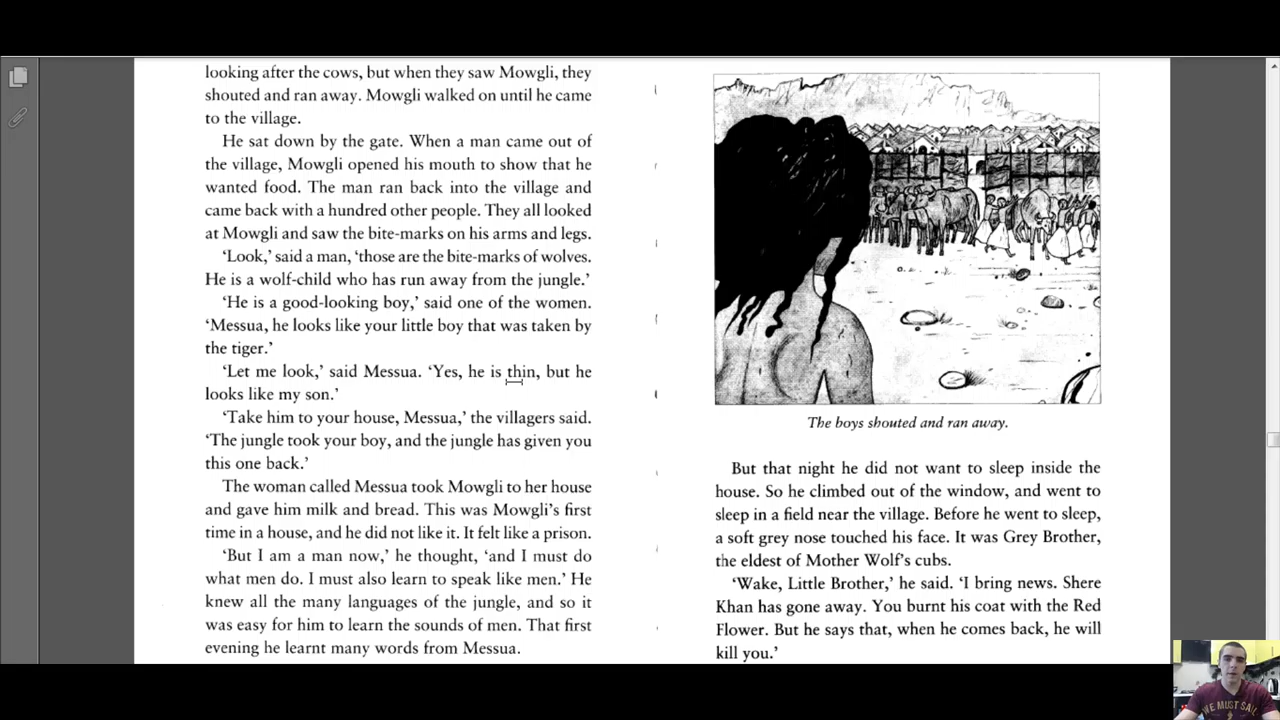 looking after the cows, but when they saw Mowgli, they
shouted and ran away. Mowgli walked on until he came
to the village.
He sat down by the gate. When a man came out of
the village, Mowgli opened his mouth to show that he
wanted food. The man ran back into the village and
came back with a hundred other people. They all looked
at Mowgli and saw the bite-marks on his arms and legs.
‘Look,’ said a man, ‘those are the bite-marks of wolves.
He is a wolf-child who has run away from the jungle.’
‘He is a good-looking boy,’ said one of the women.
‘Messua, he looks like your little boy that was taken by
the tiger.’
‘Let me look,’ said Messua. ‘Yes, he is thin, but he
looks like my son.’
‘Take him to your house, Messua,’ the villagers said.
‘The jungle took your boy, and the jungle has given you
this one back.’
The woman called Messua took Mowgli to her house
and gave him milk and bread. This was Mowgli’s first
time in a house, and he did not like it. It felt like a prison.
‘But I am a man now,’ he thought, ‘and I must do
what men do. I must also learn to speak like men.’ He
knew all the many languages of the jungle, and so it
was easy for him to learn the sounds of men. That first
evening he learnt many words from Messua.
The boys shouted and ran away.
But that night he did not want to sleep inside the
house. So he climbed out of the window, and went to
sleep in a field near the village. Before he went to sleep,
a soft grey nose touched his face. It was Grey Brother,
the eldest of Mother Wolf’s cubs.
‘Wake, Little Brother,’ he said. ‘I bring news. Shere
Khan has gone away. You burnt his coat with the Red
Flower. But he says that, when he comes back, he will
kill you.’
WE MUST SAIL